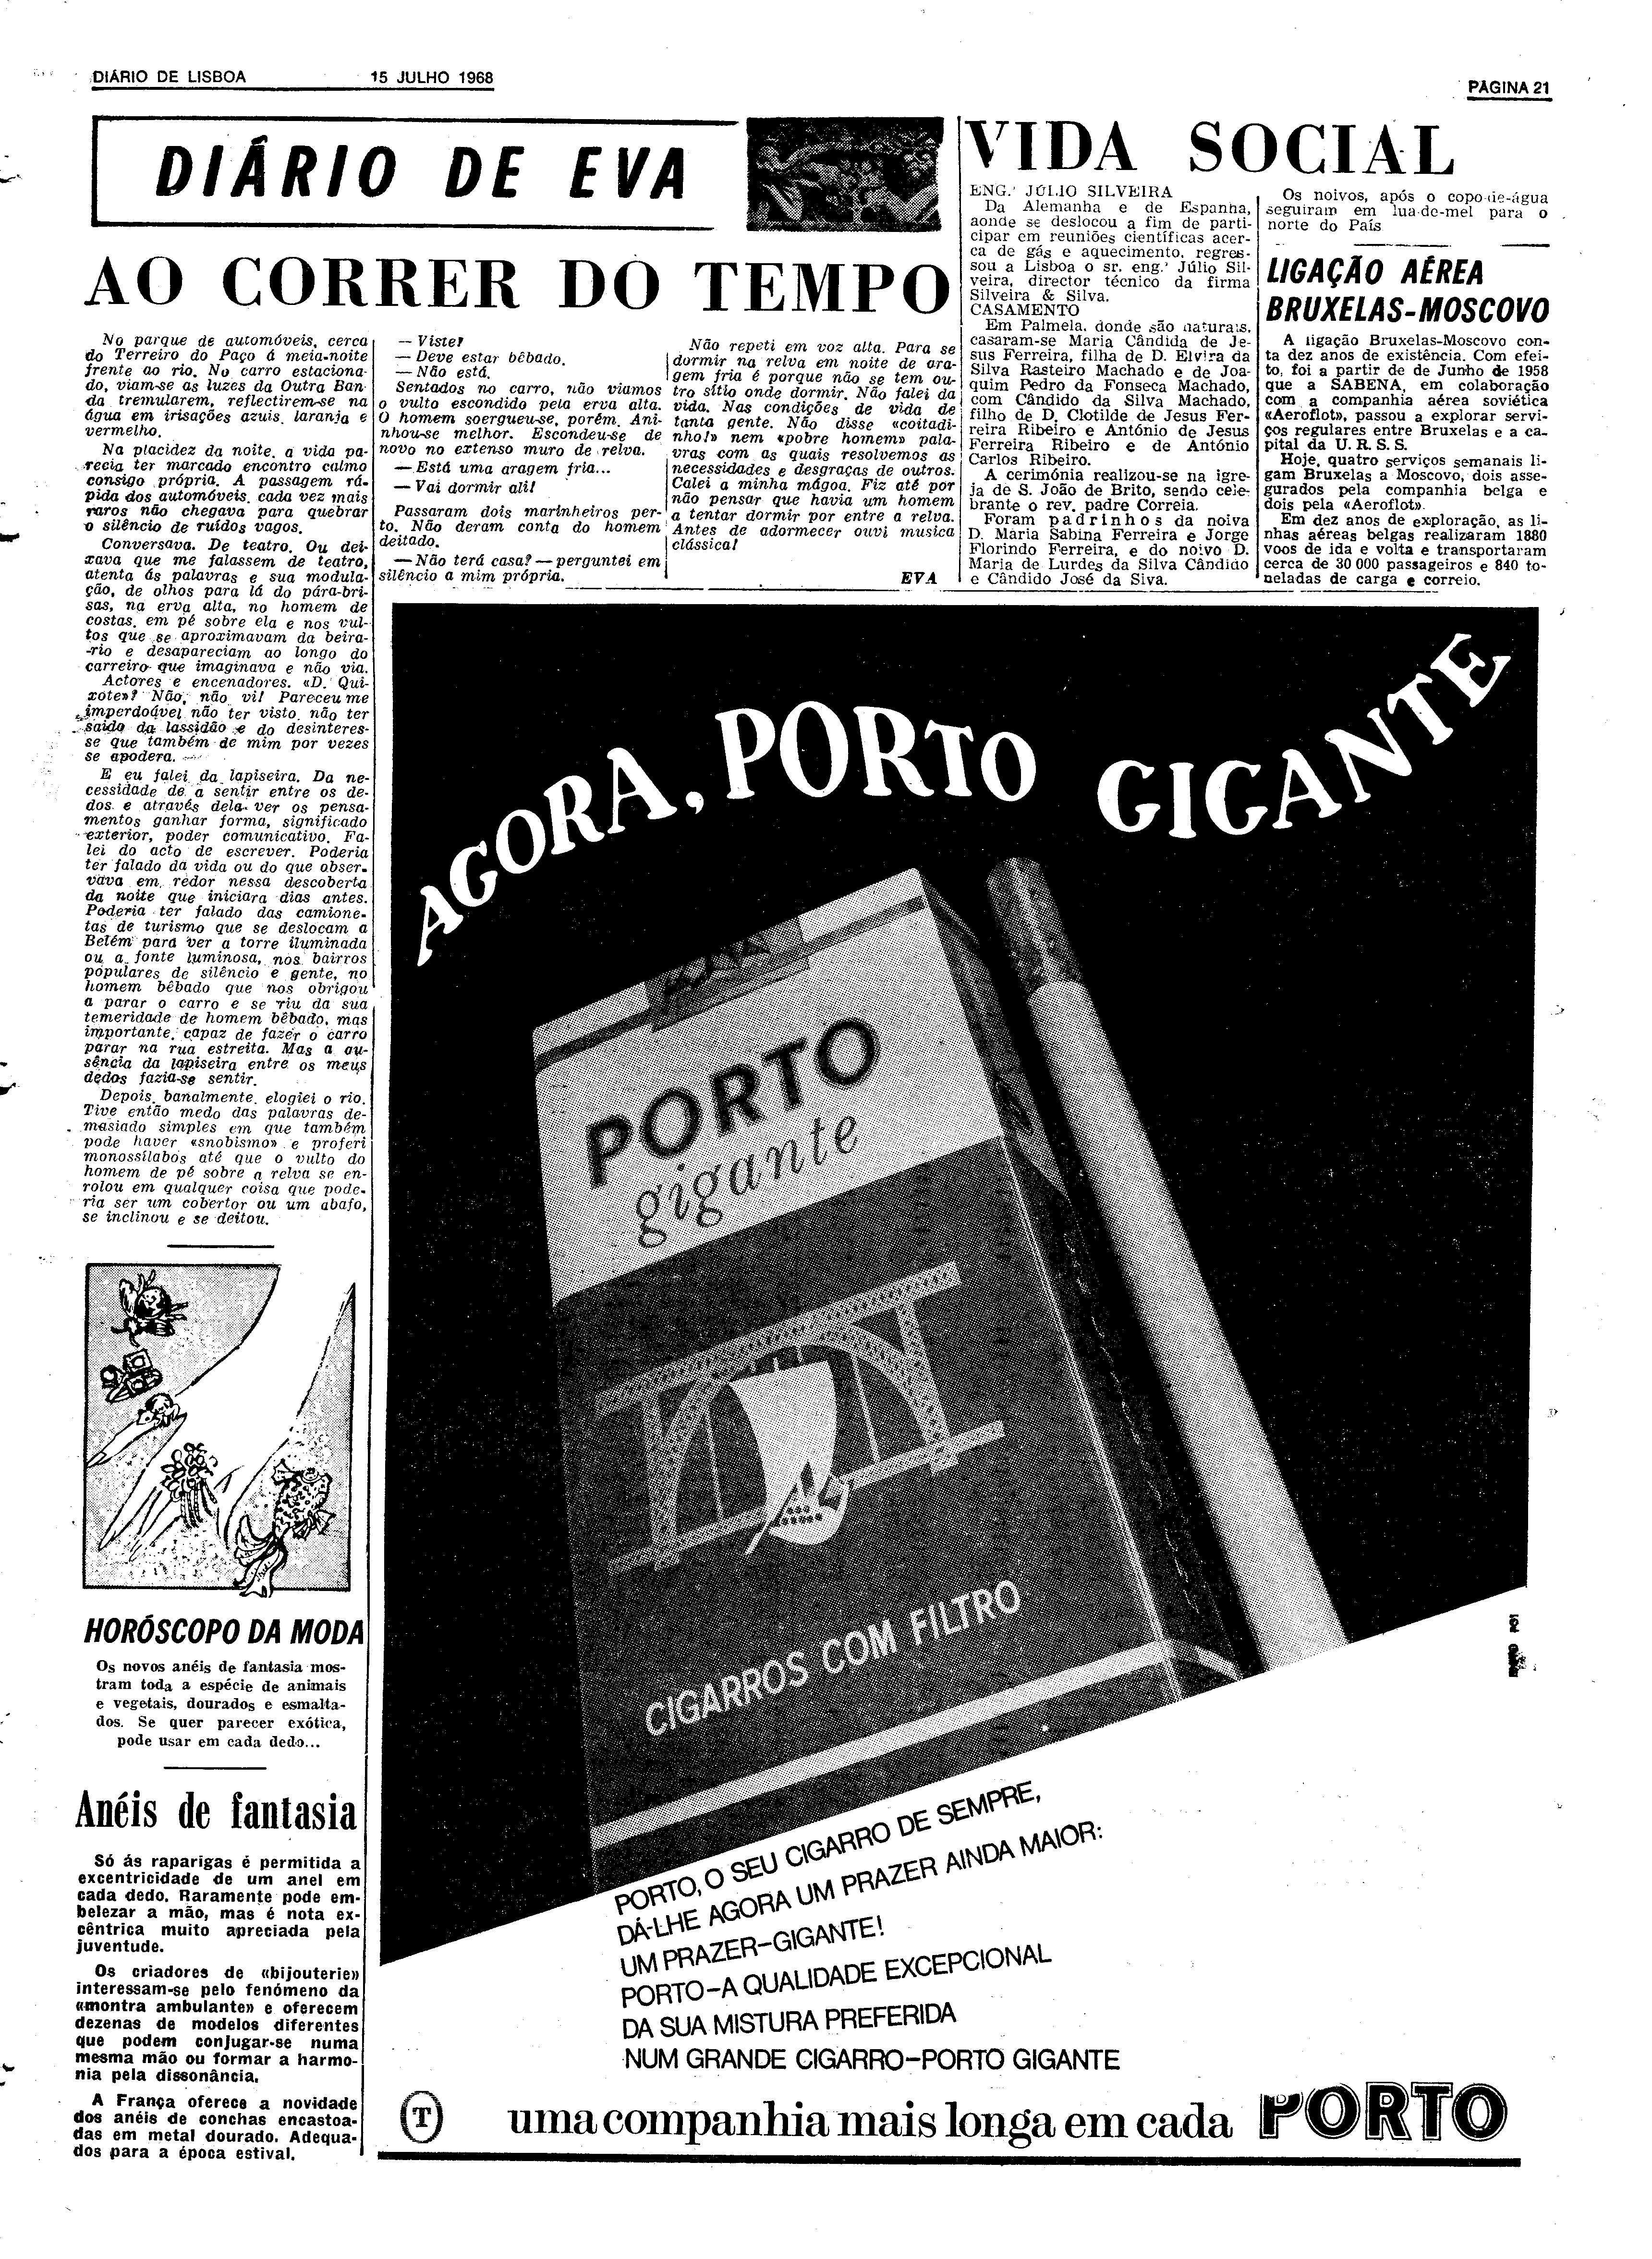 DIÁRIO DE LISBOA 15 JULHO 1968
PÁGINA 21
DIÁRIO DE EVA
AO CORRER DO TEMPO
No parque de automóveis, cerca
do Terreiro do Paço á meia-noite
frente ao rio. No carro estaciona-
do, viam-se as luzes da Outra Ban-
da tremularem, reflectirem-se na
água em irisações azuis, laranja e
vermelho.
Na placidez da noite, a vida pa-
recia ter marcado encontro calmo
consigo própria. A passagem rá-
pida dos automóveis, cada vez mais
raros não chegava para quebrar
o silêncio de ruídos vagos.
Conversava. De teatro. Ou dei-
xava que me falassem de teatro,
atenta ás palavras e sua modula-
ção, de olhos para lá do pára-bri-
sas, na erva alta, no homem de
costas, em pé sobre ela e nos vul-
tos que se aproximavam da beira-
-rio e desapareciam ao longo do
carreiro que imaginava e não via.
Actores e encenadores. «D. Qui-
xote»? Não, não vi! Pareceu me
imperdoável não ter visto, não ter
saido da lassidão e do desinteres-
se que também de mim por vezes
se apodera.
E eu falei da lapiseira. Da ne-
cessidade de a sentir entre os de-
dos e através dela ver os pensa-
mentos ganhar forma, significado
exterior, poder comunicativo. Fa-
lei do acto de escrever. Poderia
ter falado da vida ou do que obser-
vava em redor nessa descoberta
da noite que iniciara dias antes.
Poderia ter falado das camione-
tas de turismo que se deslocam a
Belém para ver a torre iluminada
ou a fonte luminosa, nos bairros
populares de silêncio e gente, no
homem bêbado que nos obrigou
a parar o carro e se riu da sua
temeridade de homem bêbado, mas
importante, capaz de fazer o carro
parar na rua estreita. Mas a au-
sência da lapiseira entre os meus
dedos fazia-se sentir.
Depois, banalmente, elogiei o rio.
Tive então medo das palavras de-
masiado simples em que também
pode haver «snobismo» e proferi
monossílabos até que o vulto do
homem de pé sobre a relva se en-
rolou em qualquer coisa que pode-
ria ser um cobertor ou um abafo,
se inclinou e se deitou.
— Viste?
— Deve estar bêbado.
— Não está.
Sentados no carro, não viamos
o vulto escondido pela erva alta.
O homem soergueu-se, porém. Ani-
nhou-se melhor. Escondeu-se de
novo no extenso muro de relva.
— Está uma aragem fria...
— Vai dormir ali!
Passaram dois marinheiros per-
to. Não deram conta do homem
deitado.
— Não terá casa? — perguntei em
silêncio a mim própria.
Não repeti em voz alta. Para se
dormir na relva em noite de ara-
gem fria é porque não se tem ou-
tro sítio onde dormir. Não falei da
vida. Nas condições de vida de
tanta gente. Não disse «coitadi-
nho!» nem «pobre homem» pala-
vras com as quais resolvemos as
necessidades e desgraças de outros.
Calei a minha mágoa. Fiz até por
não pensar que havia um homem
a tentar dormir por entre a relva.
Antes de adormecer ouvi musica
clássica!
EVA
VIDA SOCIAL
ENG.º JÚLIO SILVEIRA
Da Alemanha e de Espanha,
aonde se deslocou a fim de parti-
cipar em reuniões científicas acer-
ca de gás e aquecimento, regres-
sou a Lisboa o sr. eng.º Júlio Sil-
veira, director técnico da firma
Silveira & Silva.
CASAMENTO
Em Palmela, donde são naturais,
casaram-se Maria Cândida de Je-
sus Ferreira, filha de D. Elvira da
Silva Rasteiro Machado e de Joa-
quim Pedro da Fonseca Machado,
com Cândido da Silva Machado,
filho de D. Clotilde de Jesus Fer-
reira Ribeiro e António de Jesus
Ferreira Ribeiro e de António
Carlos Ribeiro.
A cerimónia realizou-se na igre-
ja de S. João de Brito, sendo cele-
brante o rev. padre Correia.
Foram padrinhos da noiva
D. Maria Sabina Ferreira e Jorge
Florindo Ferreira, e do noivo D.
Maria de Lurdes da Silva Cândido
e Cândido José da Siva.
Os noivos, após o copo-de-água
seguiram em lua-de-mel para o
norte do País
LIGAÇÃO AÉREA
BRUXELAS-MOSCOVO
A ligação Bruxelas-Moscovo con-
ta dez anos de existência. Com efei-
to, foi a partir de de Junho de 1958
que a SABENA, em colaboração
com a companhia aérea soviética
«Aeroflot», passou a explorar servi-
ços regulares entre Bruxelas e a ca-
pital da U. R. S. S.
Hoje, quatro serviços semanais li-
gam Bruxelas a Moscovo, dois asse-
gurados pela companhia belga e
dois pela «Aeroflot».
Em dez anos de exploração, as li-
nhas aéreas belgas realizaram 1880
voos de ida e volta e transportaram
cerca de 30 000 passageiros e 840 to-
neladas de carga e correio.
HORÓSCOPO DA MODA
Os novos anéis de fantasia mos-
tram toda a espécie de animais
e vegetais, dourados e esmalta-
dos. Se quer parecer exótica,
pode usar em cada dedo...
Anéis de fantasia
Só ás raparigas é permitida a
excentricidade de um anel em
cada dedo. Raramente pode em-
belezar a mão, mas é nota ex-
cêntrica muito apreciada pela
juventude.
Os criadores de «bijouterie»
interessam-se pelo fenómeno da
«montra ambulante» e oferecem
dezenas de modelos diferentes
que podem conjugar-se numa
mesma mão ou formar a harmo-
nia pela dissonância.
A França oferece a novidade
dos anéis de conchas encastoa-
das em metal dourado. Adequa-
dos para a época estival.
AGORA, PORTO GIGANTE
PORTO
gigante
CIGARROS COM FILTRO
PORTO, O SEU CIGARRO DE SEMPRE,
DÁ-LHE AGORA UM PRAZER AINDA MAIOR:
UM PRAZER-GIGANTE!
PORTO-A QUALIDADE EXCEPCIONAL
DA SUA MISTURA PREFERIDA
NUM GRANDE CIGARRO-PORTO GIGANTE
T uma companhia mais longa em cada PORTO